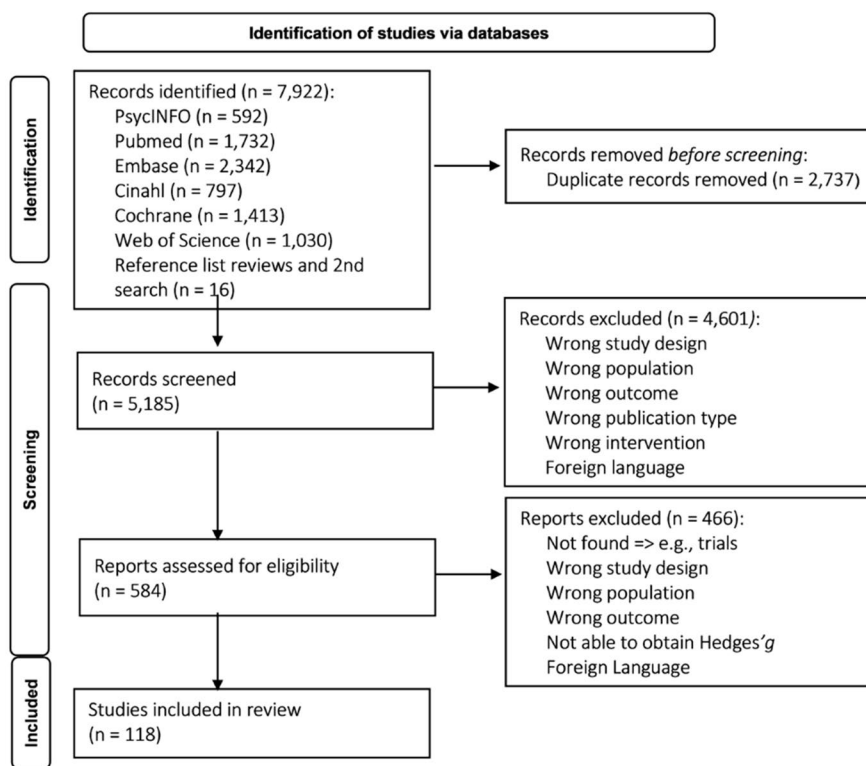 Identification of studies via databases
Identification
Records identified (n = 7,922):
PsycINFO (n = 592)
Pubmed (n = 1,732)
Embase (n = 2,342)
Cinahl (n = 797)
Cochrane (n = 1,413)
Web of Science (n = 1,030)
Reference list reviews and 2nd
search (n = 16)
Records removed before screening:
Duplicate records removed (n = 2,737)
Screening
Records screened
(n = 5,185)
Records excluded (n = 4,601):
Wrong study design
Wrong population
Wrong outcome
Wrong publication type
Wrong intervention
Foreign language
Reports assessed for eligibility
(n = 584)
Reports excluded (n = 466):
Not found => e.g., trials
Wrong study design
Wrong population
Wrong outcome
Not able to obtain Hedges'g
Foreign Language
Included
Studies included in review
(n = 118)